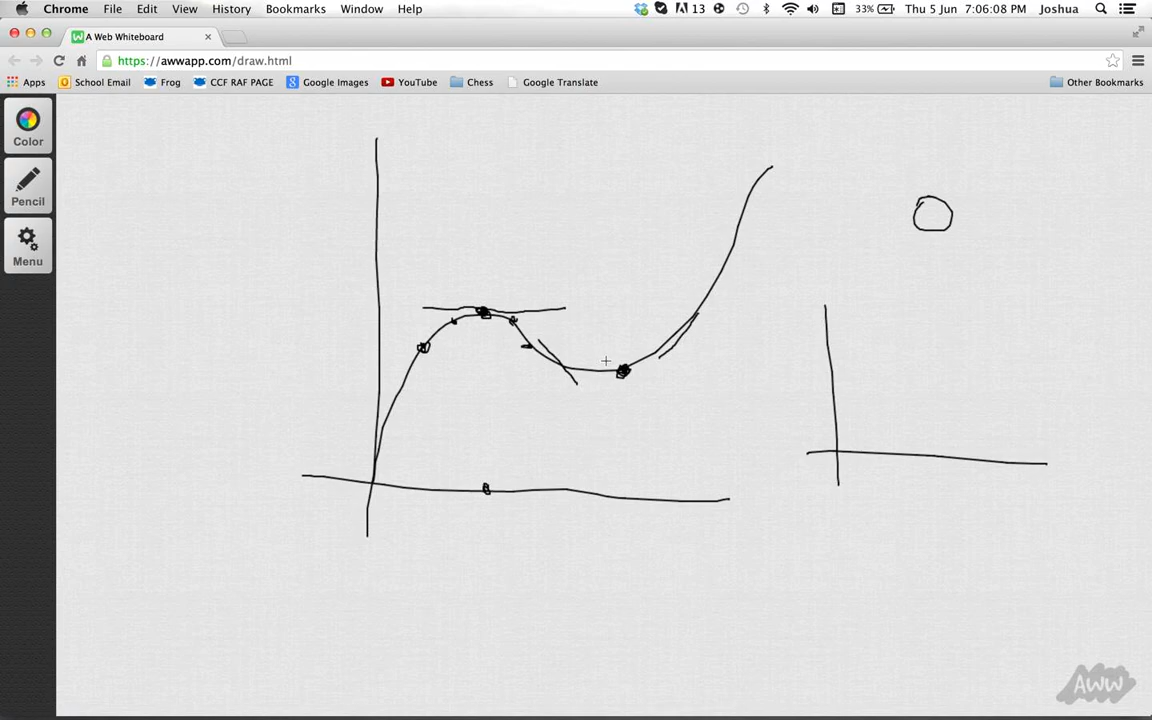 Chrome File Edit View History Bookmarks Window Help 13 33% Thu 5 Jun 7:06:08 PM Joshua
A Web Whiteboard
https://awwapp.com/draw.html
Apps School Email Frog CCF RAF PAGE Google Images YouTube Chess Google Translate Other Bookmarks
Color
Pencil
Menu
AWW